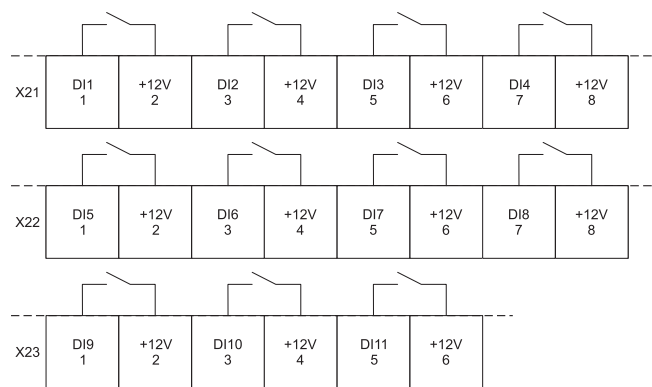 X21 DI1 +12V DI2 +12V DI3 +12V DI4 +12V
1 2 3 4 5 6 7 8
X22 DI5 +12V DI6 +12V DI7 +12V DI8 +12V
1 2 3 4 5 6 7 8
X23 DI9 +12V DI10 +12V DI11 +12V
1 2 3 4 5 6